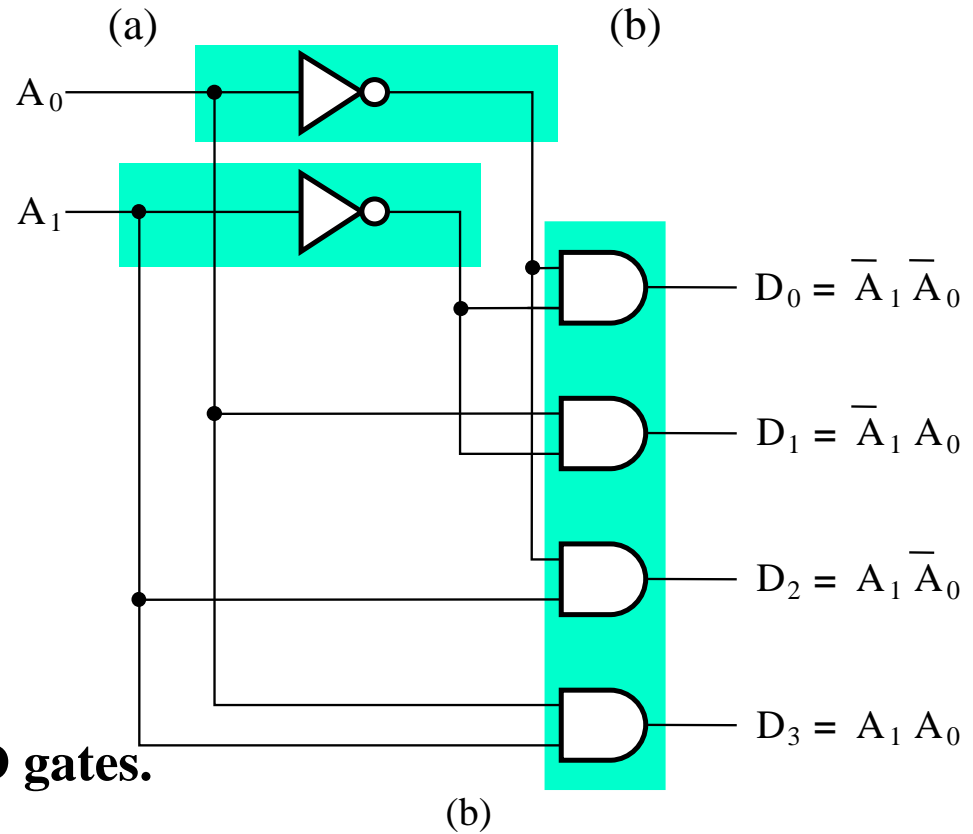 (a) (b)
A₀
A₁
D₀ = A̅₁ A̅₀
D₁ = A̅₁ A₀
D₂ = A₁ A̅₀
D₃ = A₁ A₀
gates.
(b)